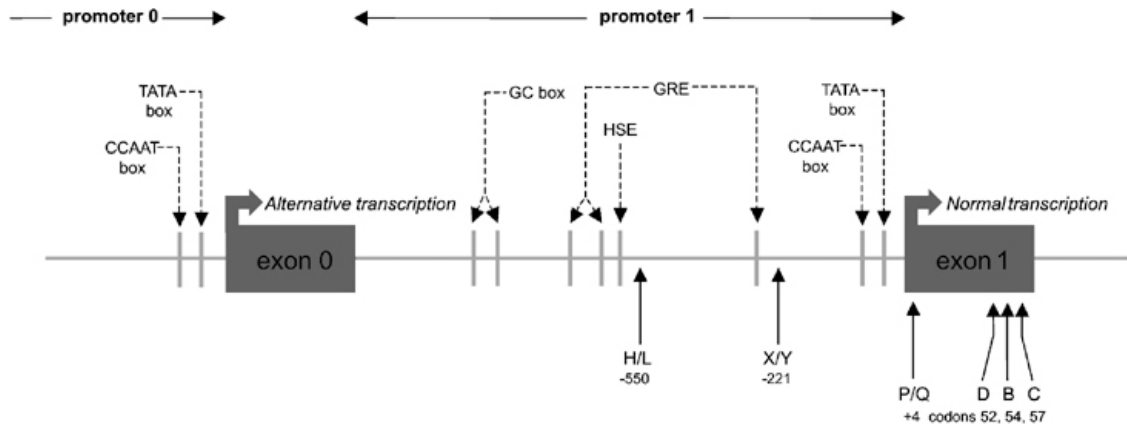 promoter 0
promoter 1
TATA
box
GC box
GRE
TATA
box
HSE
CCAAT
box
CCAAT
box
Alternative transcription
Normal transcription
exon 0
exon 1
H/L
-550
X/Y
-221
P/Q
D
B
C
+4 codons 52, 54, 57